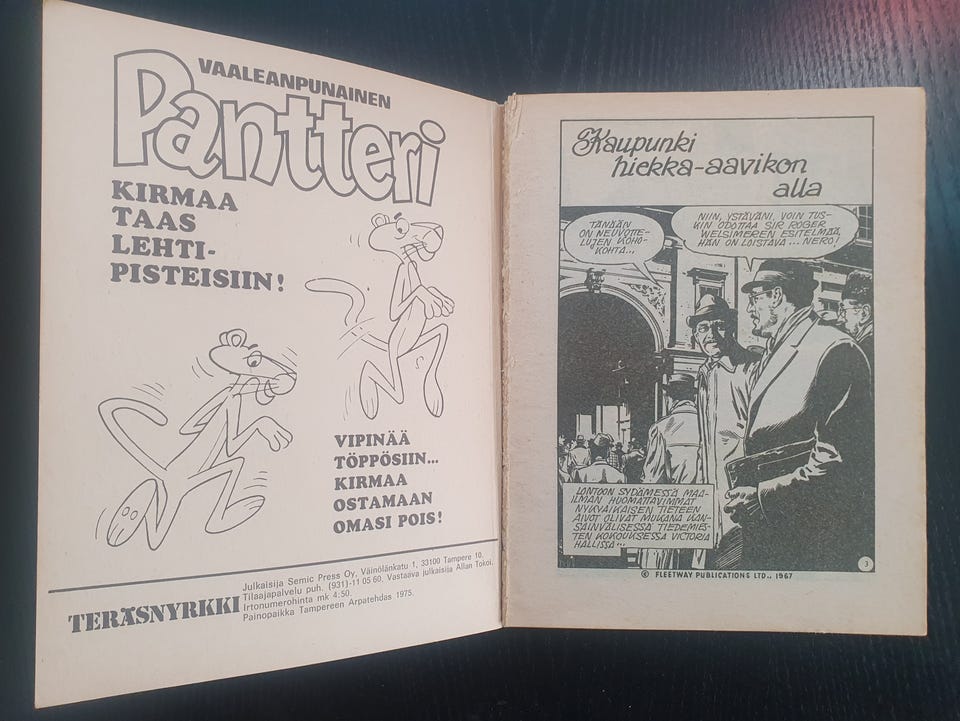 VAALEANPUNAINEN
Pantteri
KIRMAA
TAAS
LEHTI-
PISTEISIIN!
VIPINÄÄ
TÖPPÖSIIN...
KIRMAA
OSTAMAAN
OMASI POIS!
TERÄSNYRKKI
Julkaisija Semic Press Oy, Väinölänkatu 1, 33100 Tampere 10.
Tilaajapalvelu puh. (931)-11 05 60. Vastaava julkaisija Allan Tokoi.
Irtonumerohinta mk 4:50.
Painopaikka Tampereen Arpatehdas 1975.
Kaupunki
hiekka-aavikon
alla
TÄNÄÄN
ON NEUVOTTE-
LUJEN KOHO-
KOHTA...
NIIN, YSTÄVÄNI, VOIN TUS-
KIN ODOTAA SIR ROGER
WELSIMEREN ESITELMÄÄ,
HÄN ON LOISTAVA... NERO!
LONTOON SYDÄMESSÄ MAA-
ILMAN HUOMATTAVIMMAT
NYKYAIKAISEN TIETEEN
AIVOT OLIVAT MUKANA KAN-
SAINVÄLISESSÄ TIEDEMIES-
TEN KOKOUKSESSA VICTORIA
HALLISSA...
3
© FLEETWAY PUBLICATIONS LTD., 1967